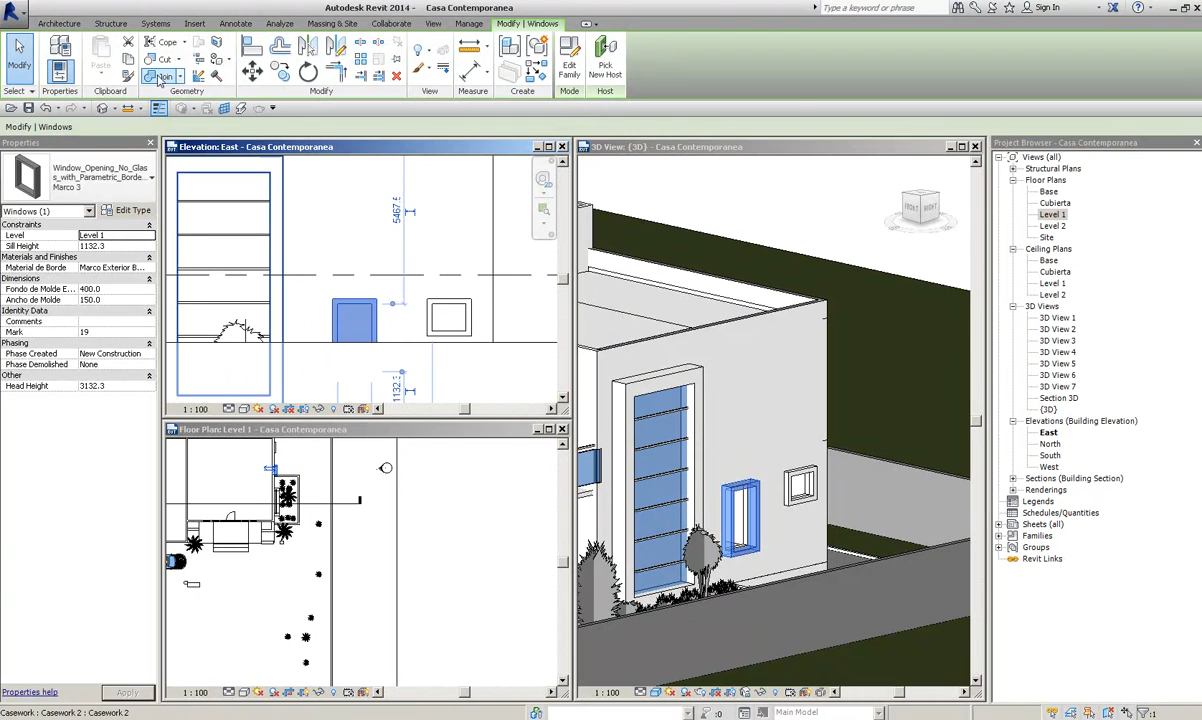 Autodesk Revit 2014 - Casa Contemporanea
Type a keyword or phrase
Sign In
Architecture Structure Systems Insert Annotate Analyze Massing & Site Collaborate View Manage Modify | Windows
Modify
Paste
Cope
Cut
Join
Edit Family
Pick New Host
Select Properties Clipboard Geometry Modify View Measure Create Mode Host
Modify | Windows
Properties
Window_Opening_No_Glas
s_with_Parametric_Borde...
Marco 3
Windows (1)
Edit Type
Constraints
Level Level 1
Sill Height 1132.3
Materials and Finishes
Material de Borde Marco Exterior B...
Dimensions
Fondo de Molde E... 400.0
Ancho de Molde 150.0
Identity Data
Comments
Mark 19
Phasing
Phase Created New Construction
Phase Demolished None
Other
Head Height 3132.3
Properties help
Apply
Elevation: East - Casa Contemporanea
5467.5
1132.3
1 : 100
Floor Plan: Level 1 - Casa Contemporanea
1 : 100
3D View: {3D} - Casa Contemporanea
FRONT
RIGHT
1 : 100
Project Browser - Casa Contemporanea
Views (all)
Structural Plans
Floor Plans
Base
Cubierta
Level 1
Level 2
Site
Ceiling Plans
Base
Cubierta
Level 1
Level 2
3D Views
3D View 1
3D View 2
3D View 3
3D View 4
3D View 5
3D View 6
3D View 7
Section 3D
{3D}
Elevations (Building Elevation)
East
North
South
West
Sections (Building Section)
Renderings
Legends
Schedules/Quantities
Sheets (all)
Families
Groups
Revit Links
Casework : Casework 2 : Casework 2
:0
Main Model
:1